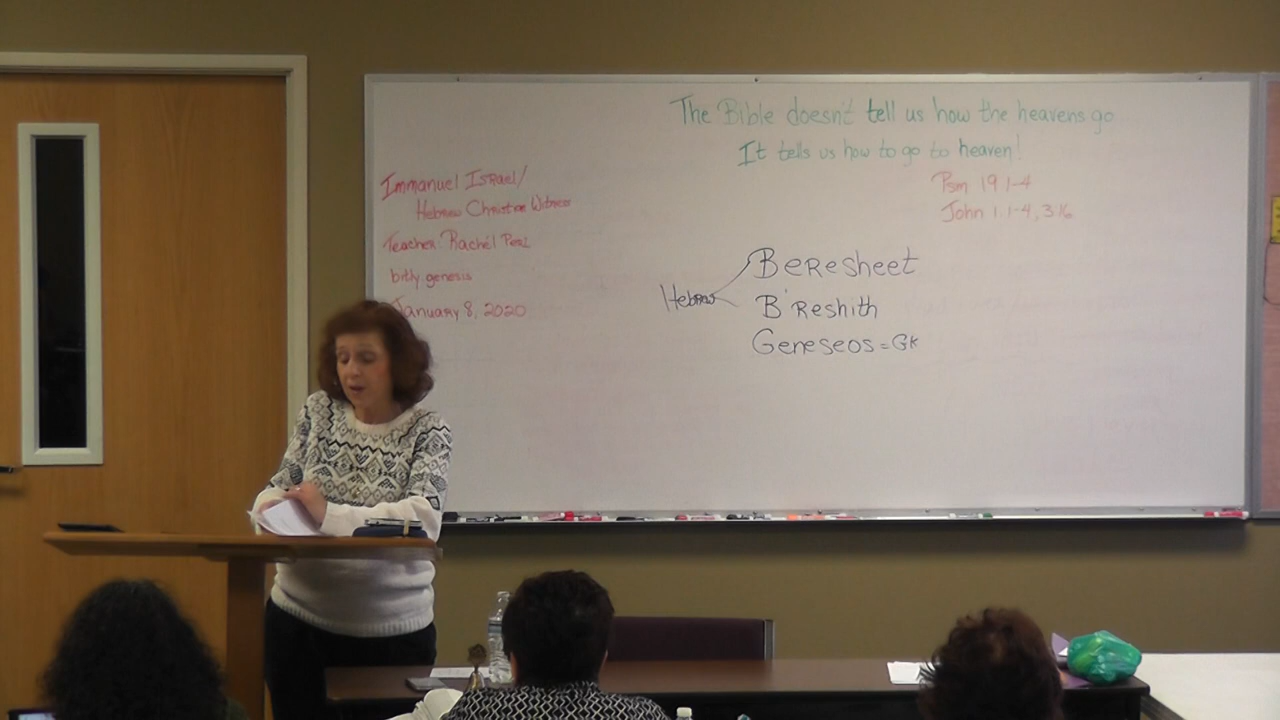 The Bible doesn't tell us how the heavens go
It tells us how to go to heaven!
Psm 19 1-4
John 1.1-4, 3:16
Immanuel Israel/
Hebrew Christian Witness
Teacher: Rachel Perl
bitly genesis
January 8, 2020
Hebrew
Beresheet
B'Reshith
Geneseos = Gk